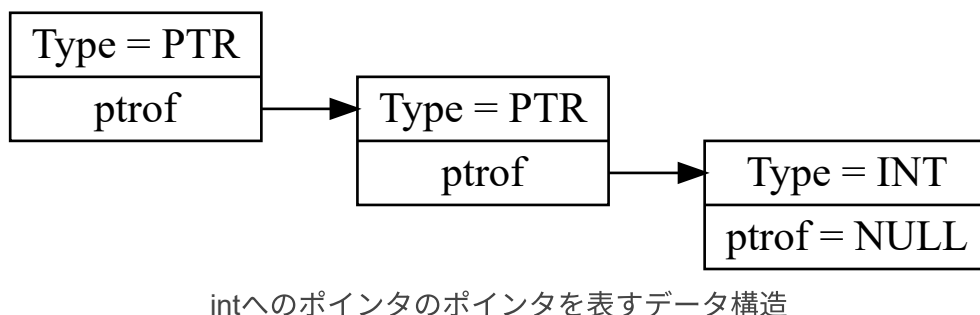 Type = PTR
ptrof
Type = PTR
ptrof
Type = INT
ptrof = NULL
intへのポインタのポインタを表すデータ構造